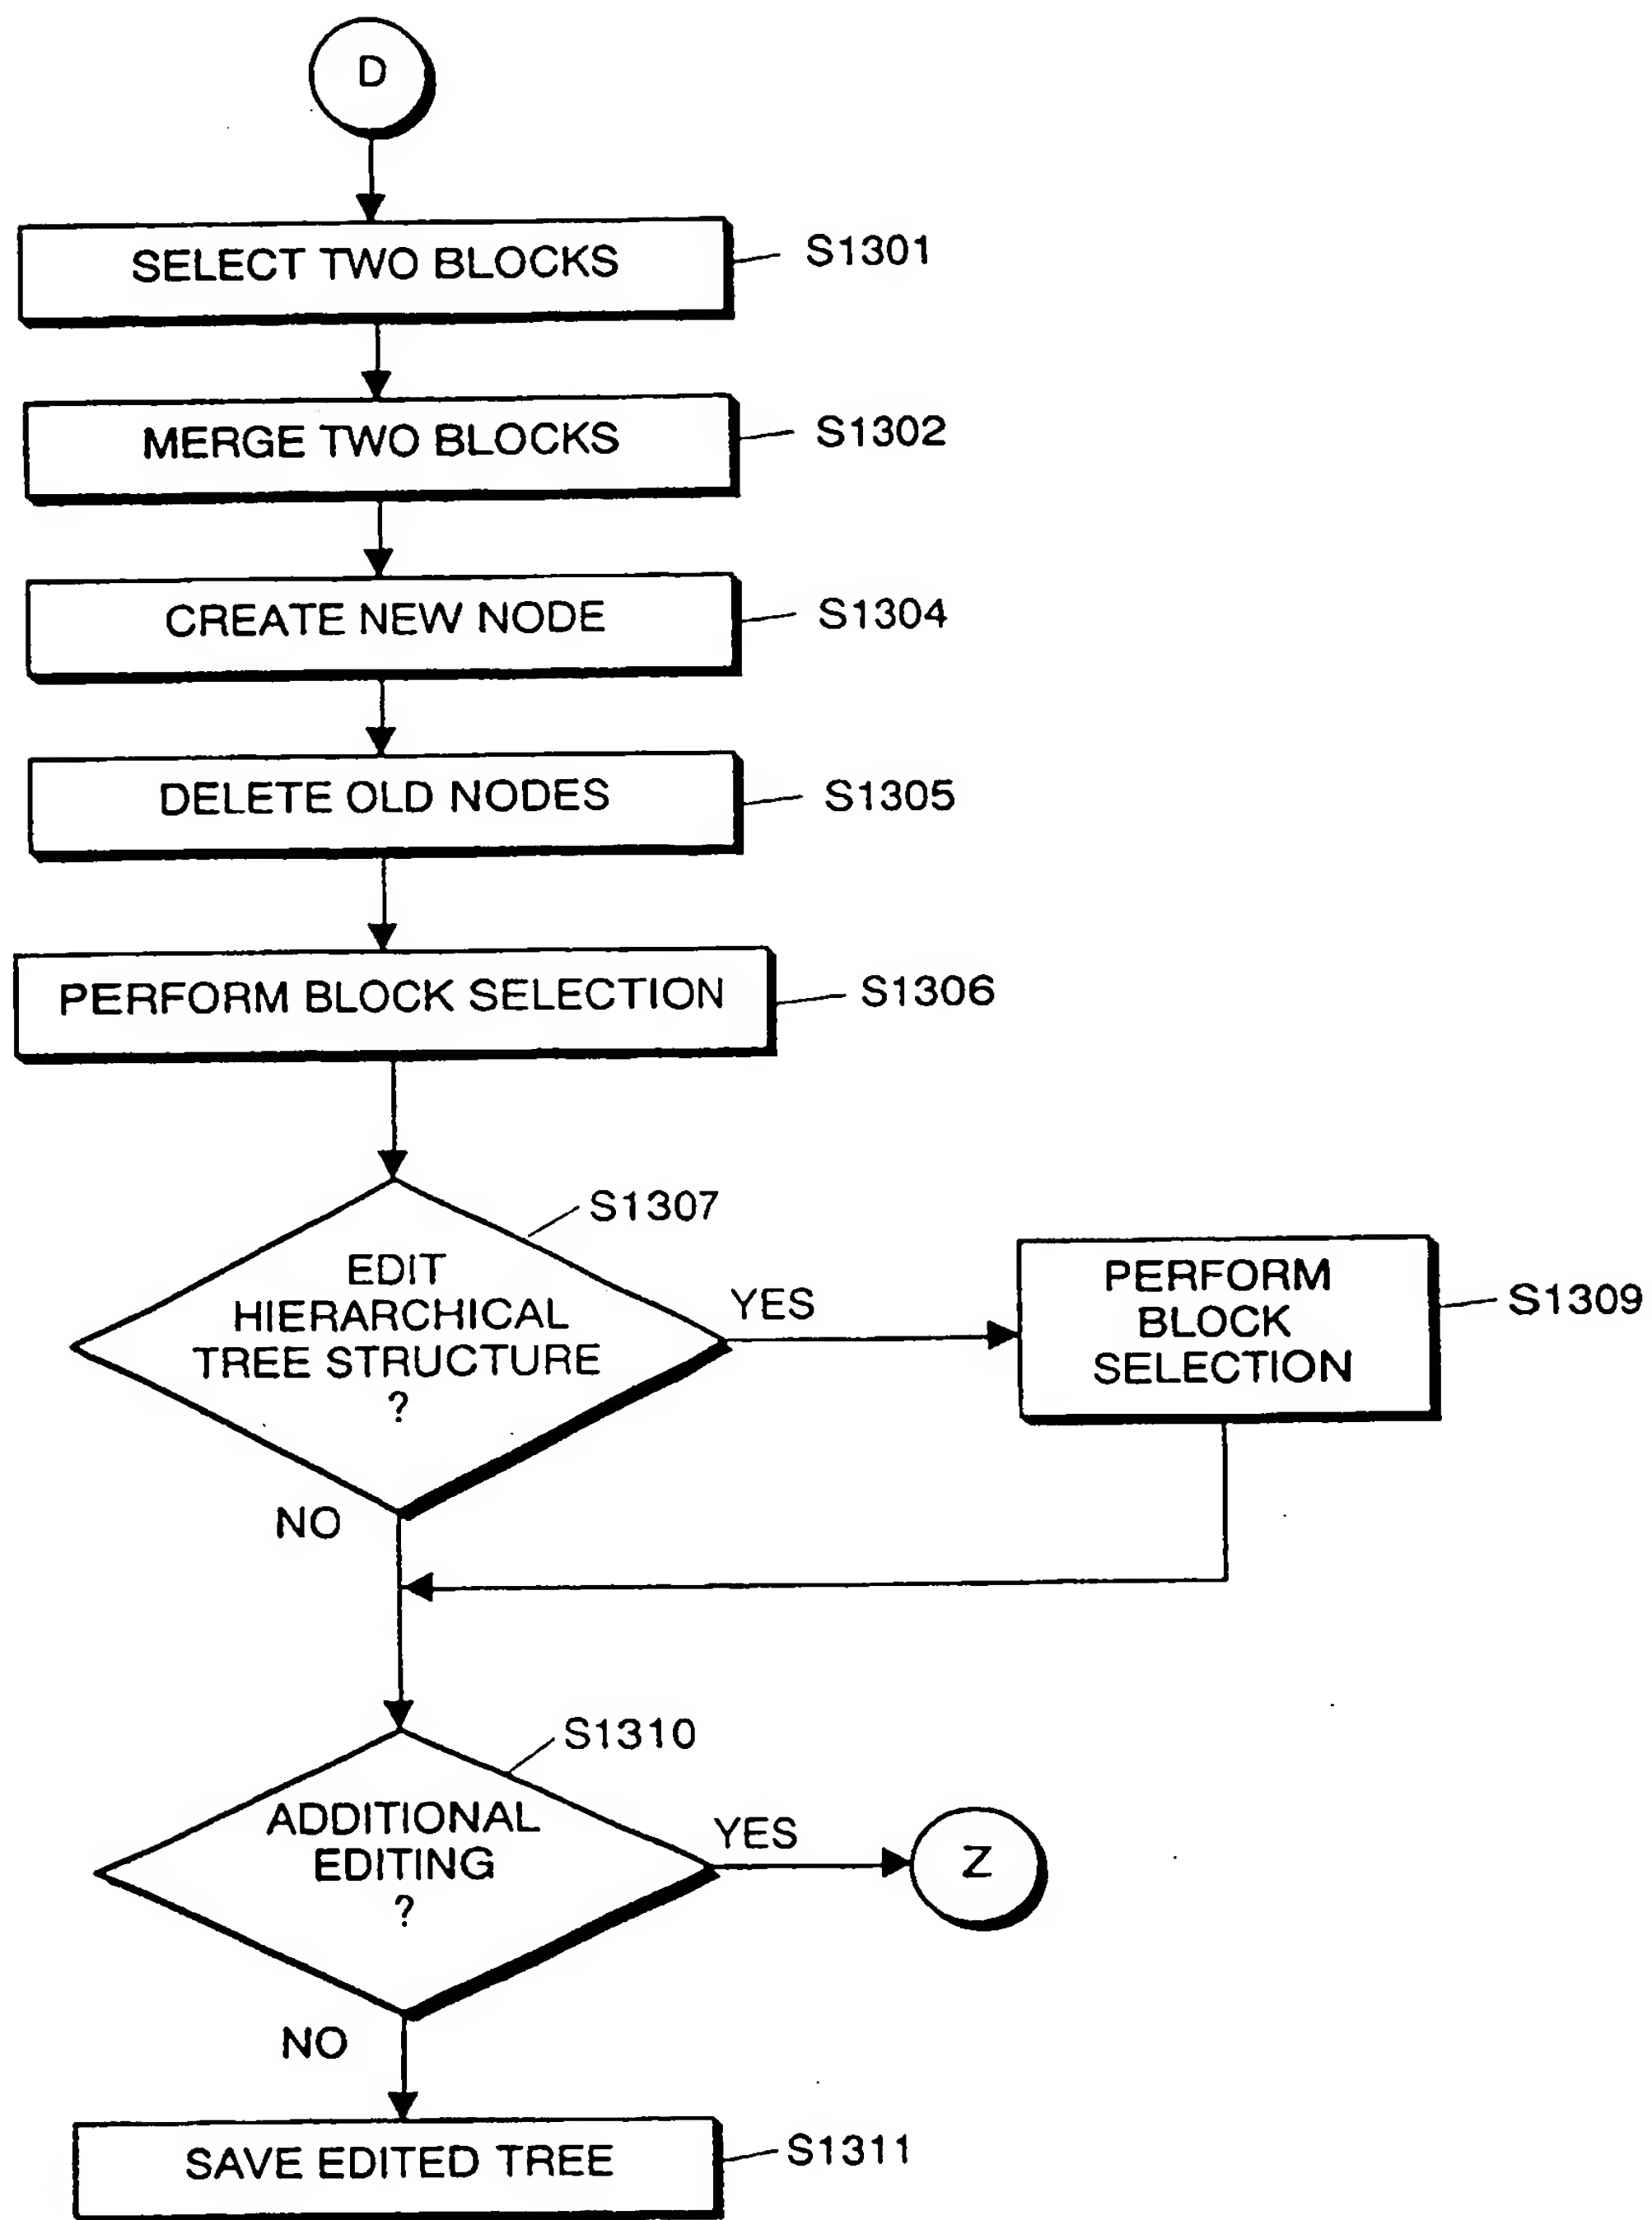 D
SELECT TWO BLOCKS
S1301
MERGE TWO BLOCKS
S1302
CREATE NEW NODE
S1304
DELETE OLD NODES
S1305
PERFORM BLOCK SELECTION
S1306
S1307
EDIT
HIERARCHICAL
TREE STRUCTURE
?
YES
PERFORM
BLOCK
SELECTION
S1309
NO
S1310
ADDITIONAL
EDITING
?
YES
Z
NO
SAVE EDITED TREE
S1311